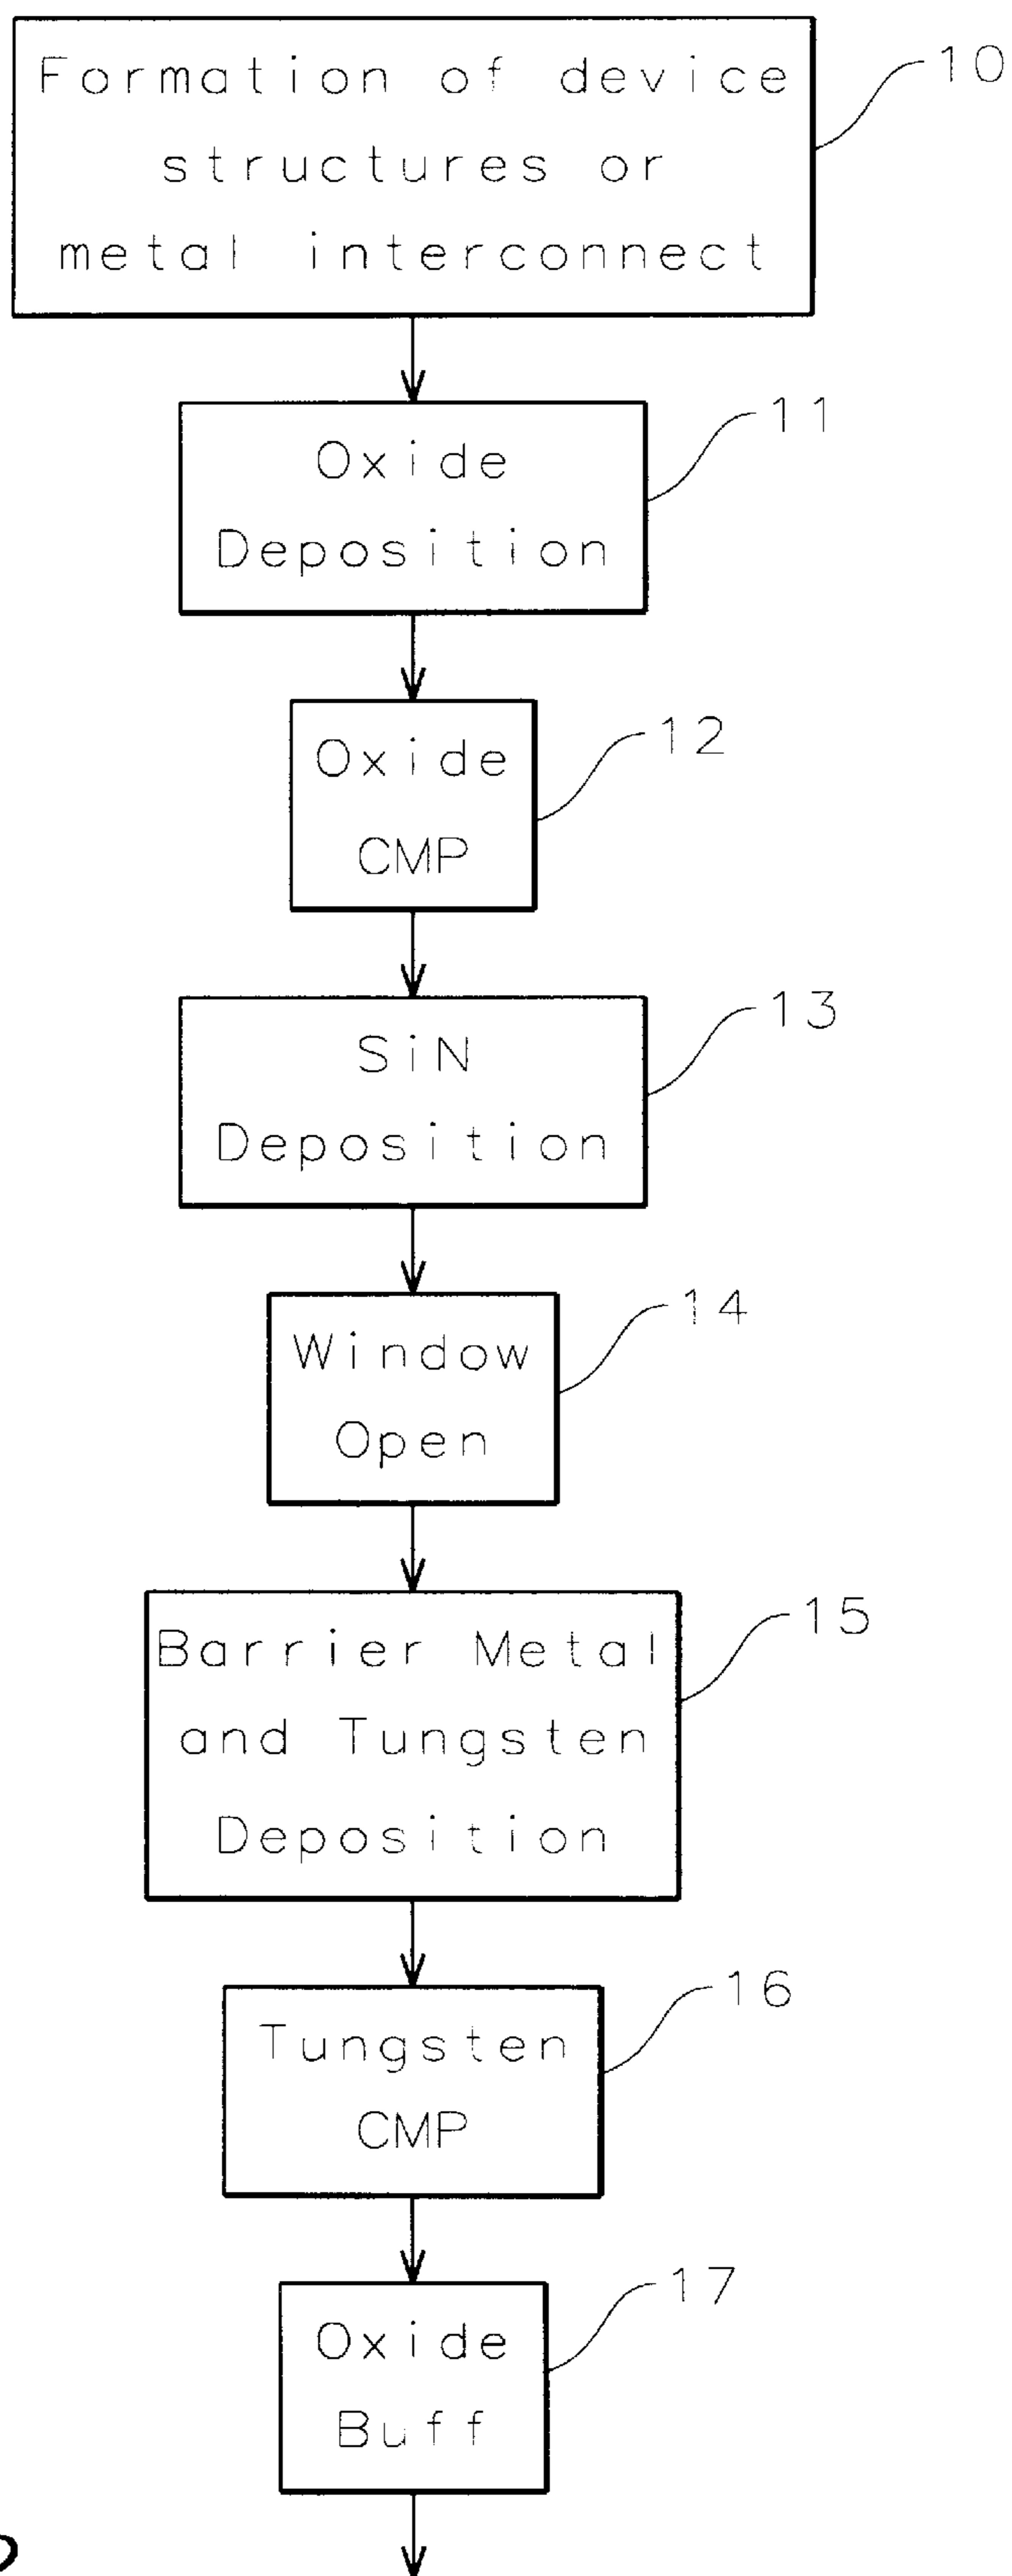 Formation of device
structures or
metal interconnect
10
Oxide
Deposition
11
Oxide
CMP
12
SiN
Deposition
13
Window
Open
14
Barrier Metal
and Tungsten
Deposition
15
Tungsten
CMP
16
Oxide
Buff
17